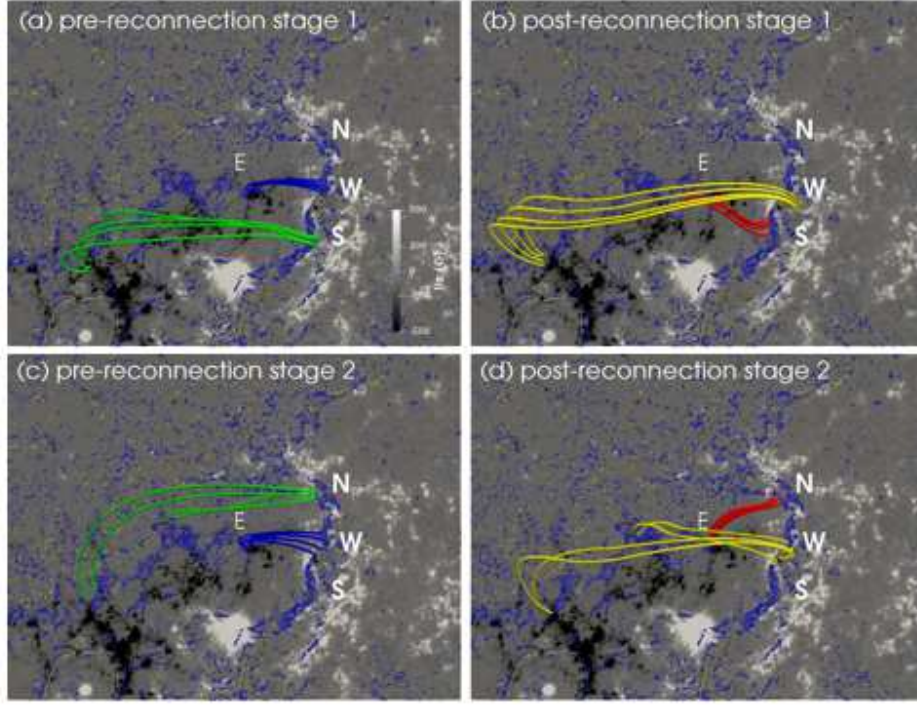 (a) pre-reconnection stage 1
N
E
W
S
(b) post-reconnection stage 1
N
E
W
S
(c) pre-reconnection stage 2
N
E
W
S
(d) post-reconnection stage 2
N
E
W
S